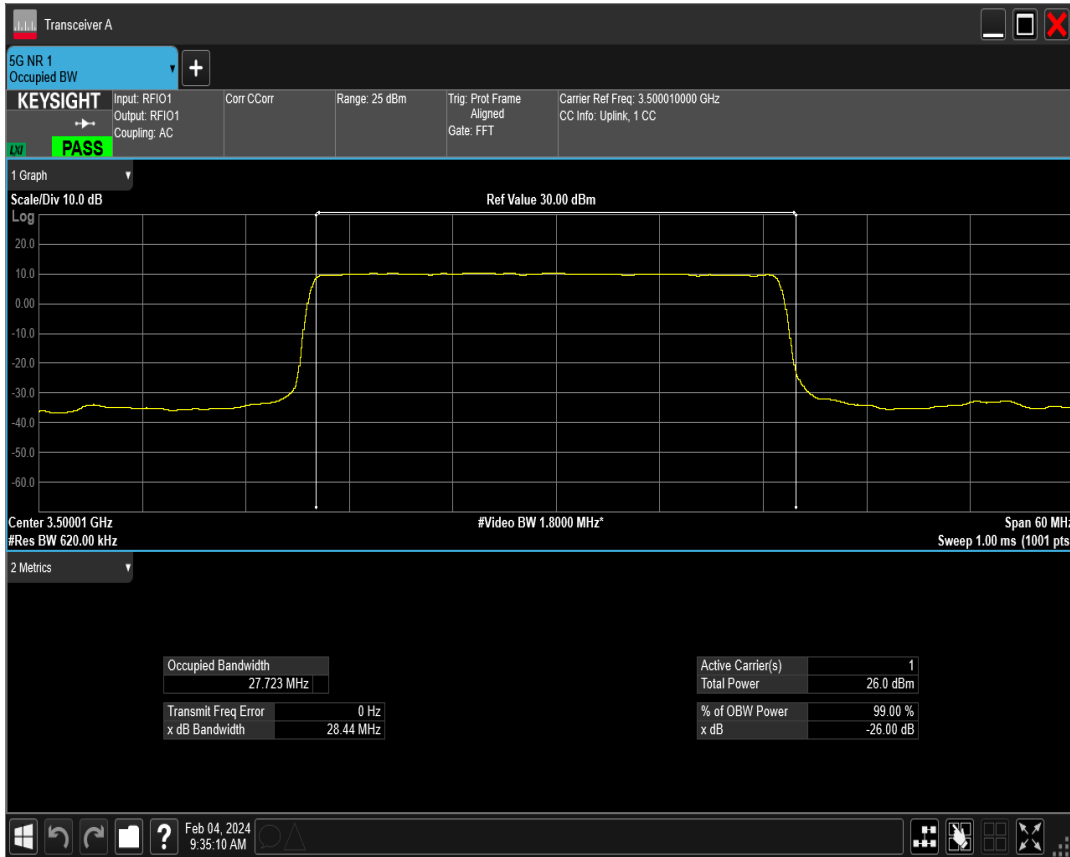 Transceiver A
5G NR 1
Occupied BW
+
KEYSIGHT
LXI
PASS
Input: RFIO1
Output: RFIO1
Coupling: AC
Corr CCorr
Range: 25 dBm
Trig: Prot Frame
Aligned
Gate: FFT
Carrier Ref Freq: 3.500010000 GHz
CC Info: Uplink, 1 CC
1 Graph
Scale/Div 10.0 dB
Ref Value 30.00 dBm
Log
20.0
10.0
0.00
-10.0
-20.0
-30.0
-40.0
-50.0
-60.0
Center 3.50001 GHz
#Video BW 1.8000 MHz*
Span 60 MHz
#Res BW 620.00 kHz
Sweep 1.00 ms (1001 pts
2 Metrics
Occupied Bandwidth
27.723 MHz
Transmit Freq Error 0 Hz
x dB Bandwidth 28.44 MHz
Active Carrier(s) 1
Total Power 26.0 dBm
% of OBW Power 99.00 %
x dB -26.00 dB
?
Feb 04, 2024
9:35:10 AM